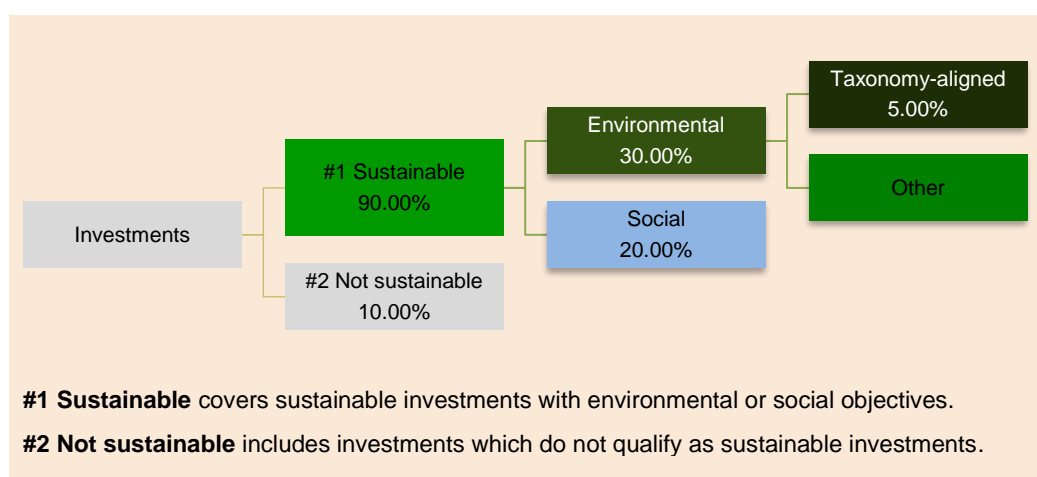 Taxonomy-aligned
5.00%
Environmental
30.00%
#1 Sustainable
90.00%
Other
Investments
Social
20.00%
#2 Not sustainable
10.00%
#1 Sustainable covers sustainable investments with environmental or social objectives.
#2 Not sustainable includes investments which do not qualify as sustainable investments.